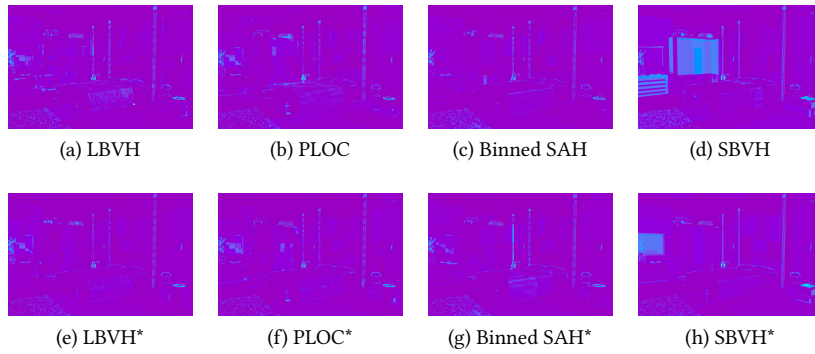 (a) LBVH
(b) PLOC
(c) Binned SAH
(d) SBVH
(e) LBVH*
(f) PLOC*
(g) Binned SAH*
(h) SBVH*